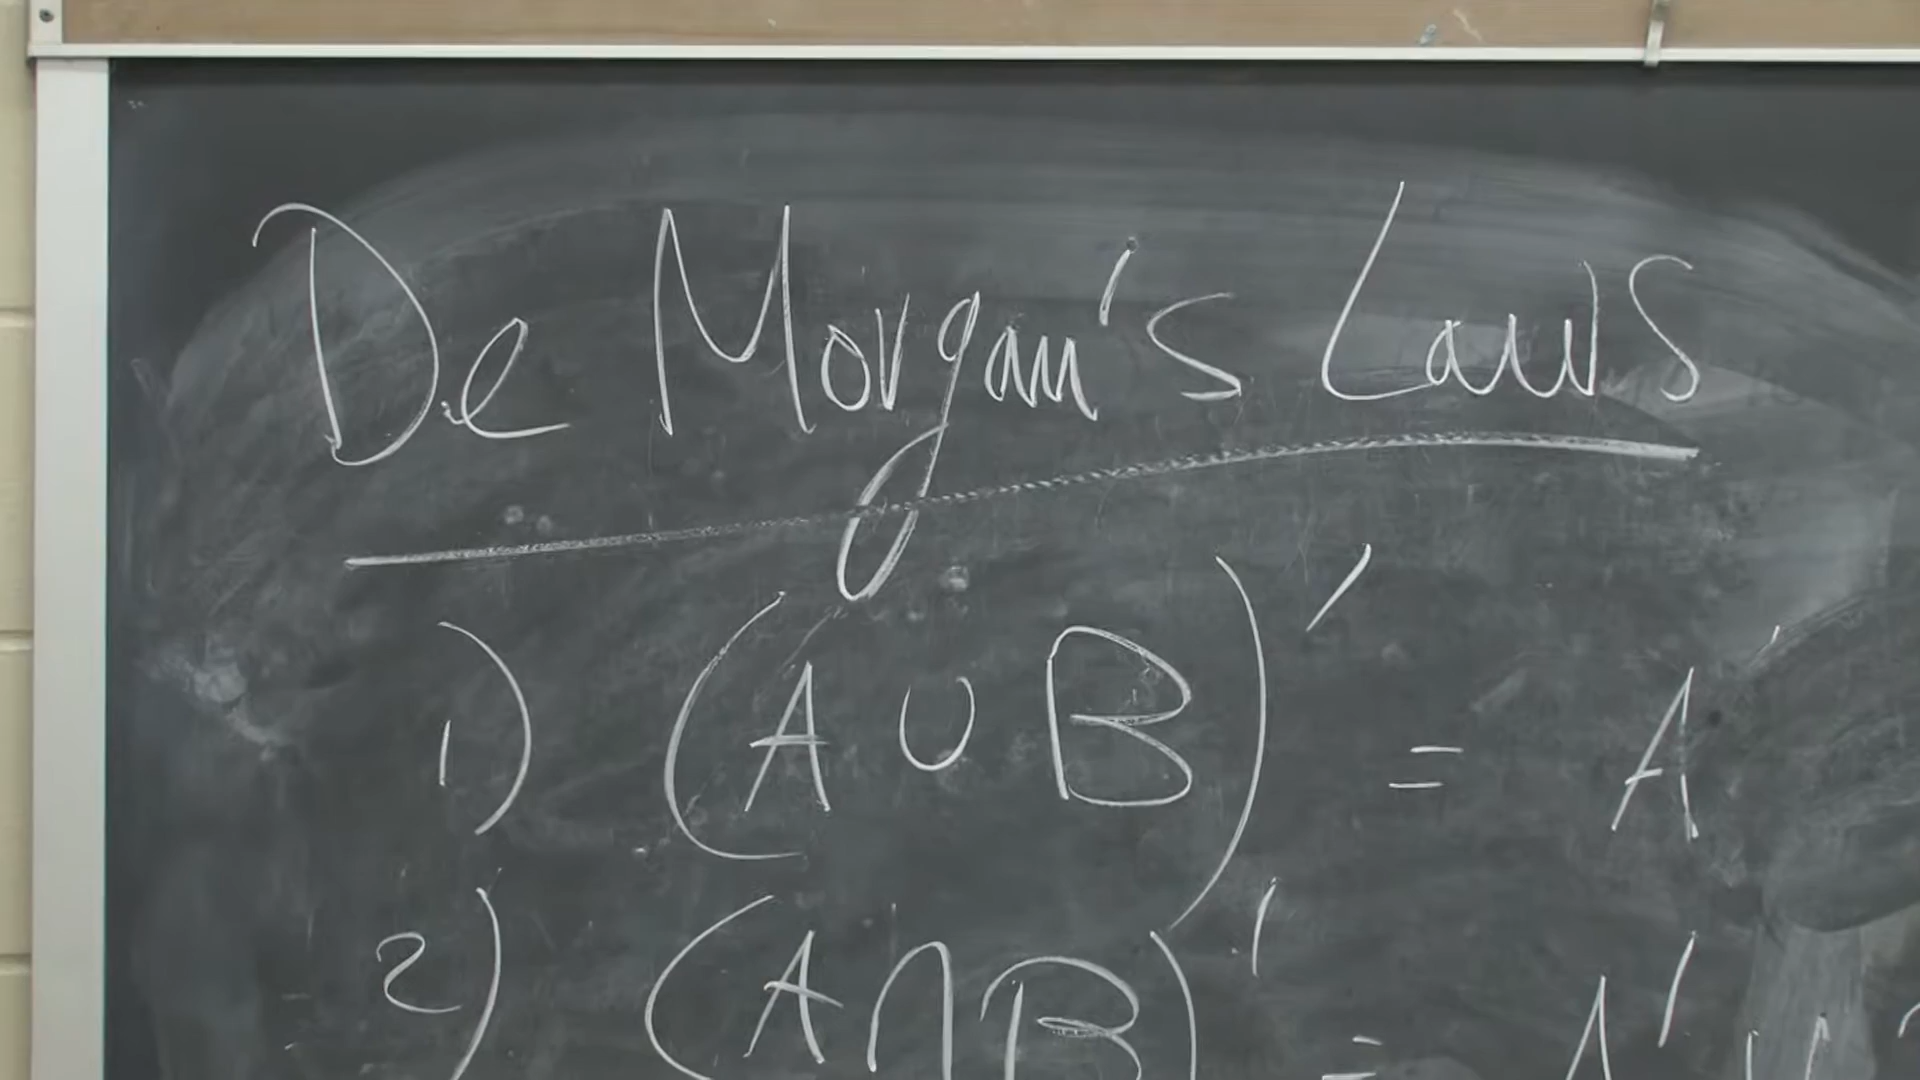 De Morgan's Laws
1) (A ∪ B)' = A'
2) (A ∩ B)' = A' ∪